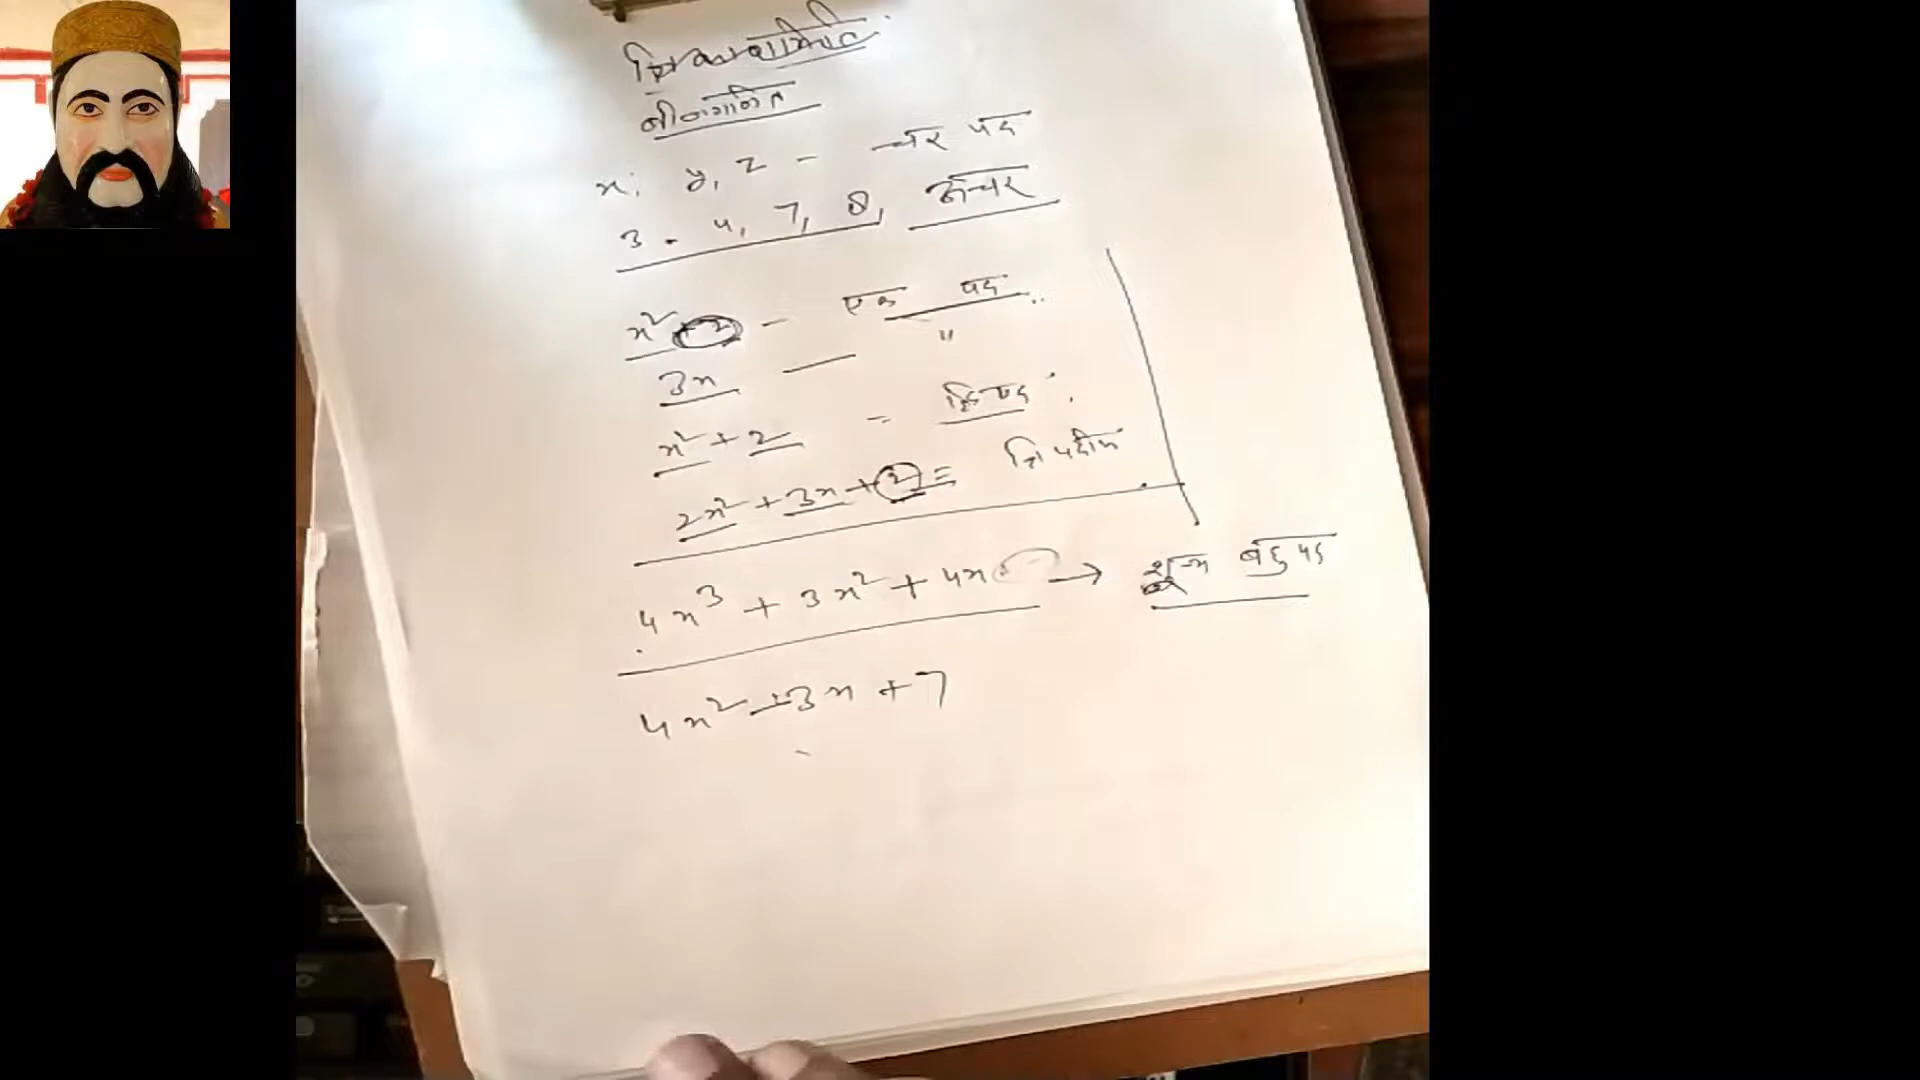 बीजगणित
x, y, z - चर पद
3, 4, 7, 8, अचर
x² - एक पद
3x — "
x² + 2 = द्विपद
2x² + 3x + 2 = त्रिपदीय
4x³ + 3x² + 4x → शून्य बहुपद
4x² + 3x + 7